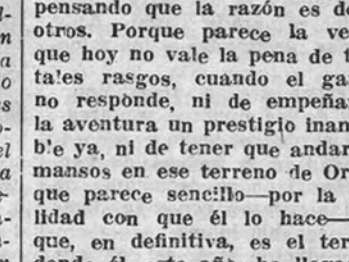 pensando que la razón es de
otros. Porque parece la ve
que hoy no vale la pena de t
ta!es rasgos, cuando el ga
no responde, ni de empeña
la aventura un prestigio inan
b!e ya, ni de tener que andar
mansos en ese terreno de Or
que parece sencillo—por la
lidad con que él lo hace—
que, en definitiva, es el ter